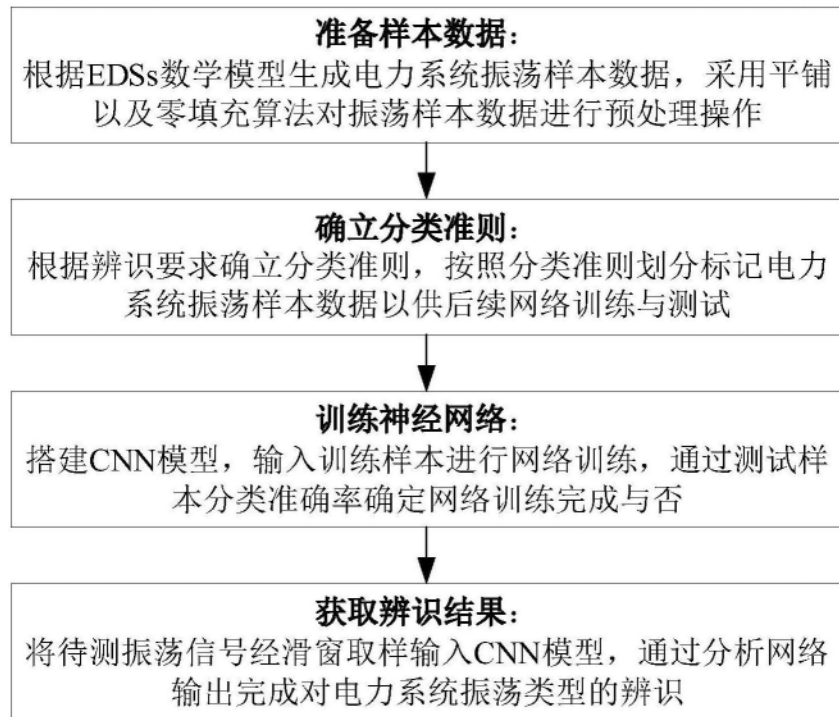 准备样本数据：
根据EDSs数学模型生成电力系统振荡样本数据，采用平铺
以及零填充算法对振荡样本数据进行预处理操作
确立分类准则：
根据辨识要求确立分类准则，按照分类准则划分标记电力
系统振荡样本数据以供后续网络训练与测试
训练神经网络：
搭建CNN模型，输入训练样本进行网络训练，通过测试样
本分类准确率确定网络训练完成与否
获取辨识结果：
将待测振荡信号经滑窗取样输入CNN模型，通过分析网络
输出完成对电力系统振荡类型的辨识